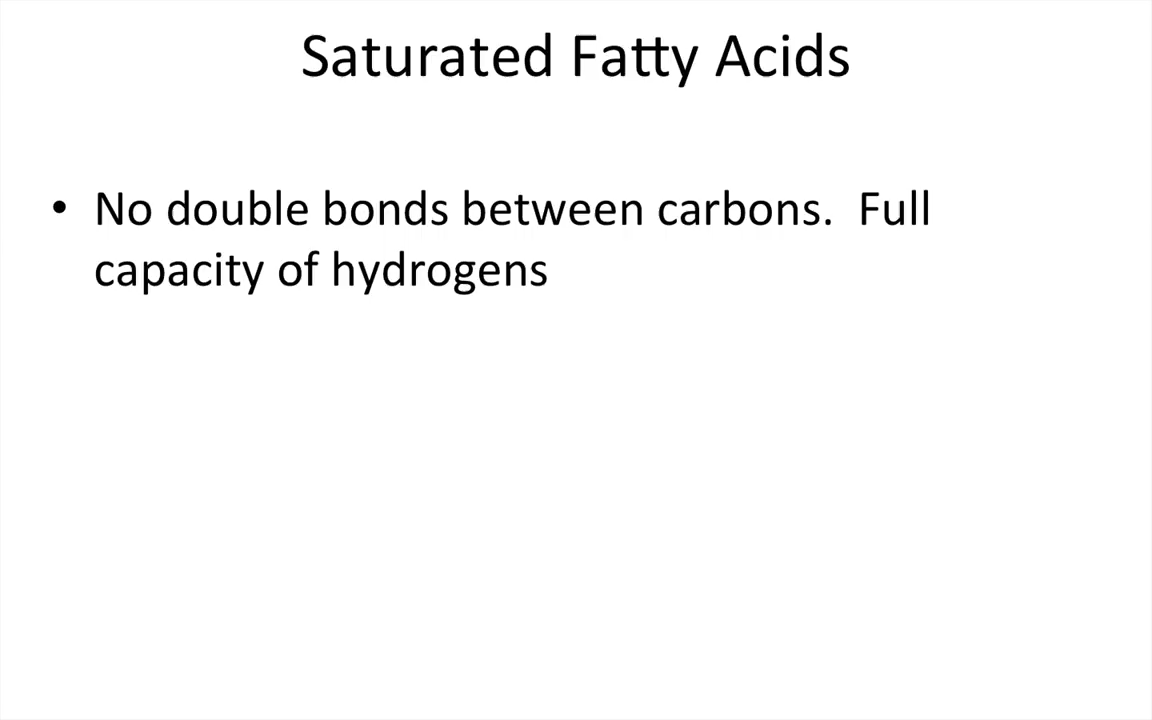 Saturated Fatty Acids
• No double bonds between carbons.  Full
capacity of hydrogens